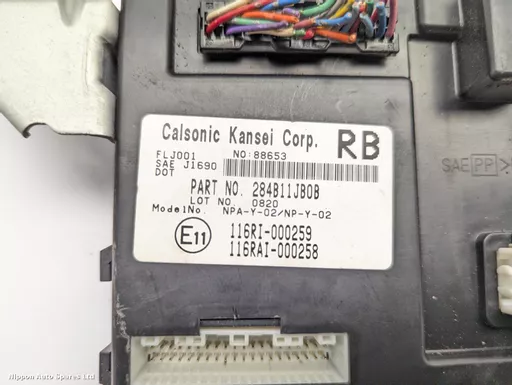 Calsonic Kansei Corp. RB
FLJ001 NO:88653
SAE J1690
DOT
PART NO. 284B11JB0B
LOT NO. 0820
ModelNo. NPA-Y-02/NP-Y-02
E11 116RI-000259
116RAI-000258
SAE PP
Nippon Auto Spares Ltd